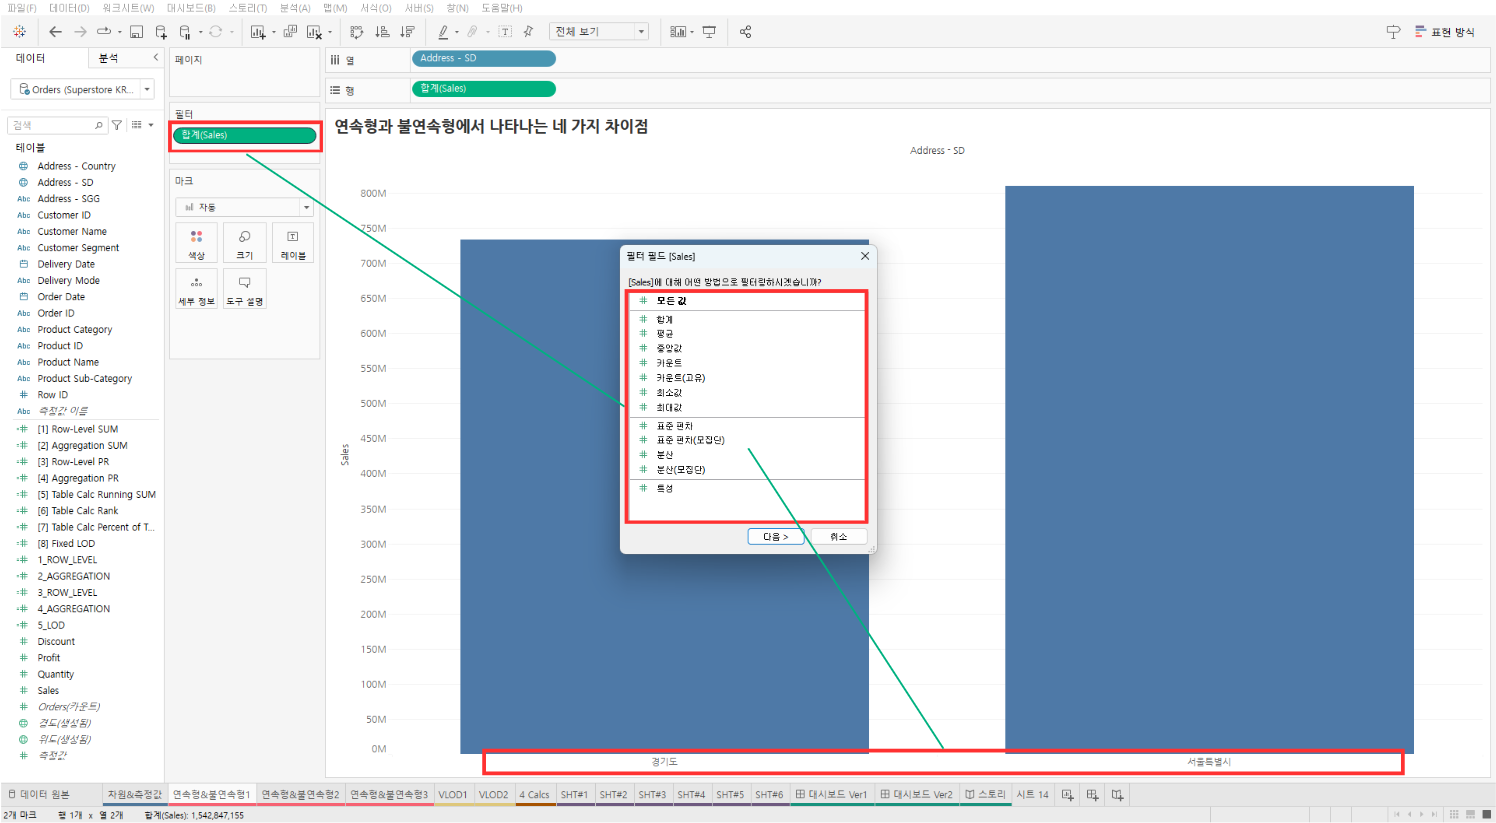 파일(F) 데이터(D) 워크시트(W) 대시보드(B) 스토리(T) 분석(A) 맵(M) 서식(O) 서버(S) 창(N) 도움말(H)
전체 보기
표현 방식
데이터
분석
Orders (Superstore KR...
검색
테이블
Address - Country
Address - SD
Address - SGG
Customer ID
Customer Name
Customer Segment
Delivery Date
Delivery Mode
Order Date
Order ID
Product Category
Product ID
Product Name
Product Sub-Category
Row ID
측정값 이름
[1] Row-Level SUM
[2] Aggregation SUM
[3] Row-Level PR
[4] Aggregation PR
[5] Table Calc Running SUM
[6] Table Calc Rank
[7] Table Calc Percent of T...
[8] Fixed LOD
1_ROW_LEVEL
2_AGGREGATION
3_ROW_LEVEL
4_AGGREGATION
5_LOD
Discount
Profit
Quantity
Sales
Orders(카운트)
경도(생성됨)
위도(생성됨)
측정값
페이지
필터
합계(Sales)
마크
자동
색상
크기
레이블
세부 정보
도구 설명
열
Address - SD
행
합계(Sales)
연속형과 불연속형에서 나타나는 네 가지 차이점
Address - SD
800M
750M
700M
650M
600M
550M
500M
450M
400M
350M
300M
250M
200M
150M
100M
50M
0M
Sales
필터 필드 [Sales]
[Sales]에 대해 어떤 방법으로 필터링하시겠습니까?
모든 값
합계
평균
중앙값
카운트
카운트(고유)
최소값
최대값
표준 편차
표준 편차(모집단)
분산
분산(모집단)
특성
다음 >
취소
경기도
서울특별시
데이터 원본
차원&측정값
연속형&불연속형1
연속형&불연속형2
연속형&불연속형3
VLOD1
VLOD2
4 Calcs
SHT#1
SHT#2
SHT#3
SHT#4
SHT#5
SHT#6
대시보드 Ver1
대시보드 Ver2
스토리
시트 14
2개 마크 행 1개 x 열 2개 합계(Sales): 1,542,847,155